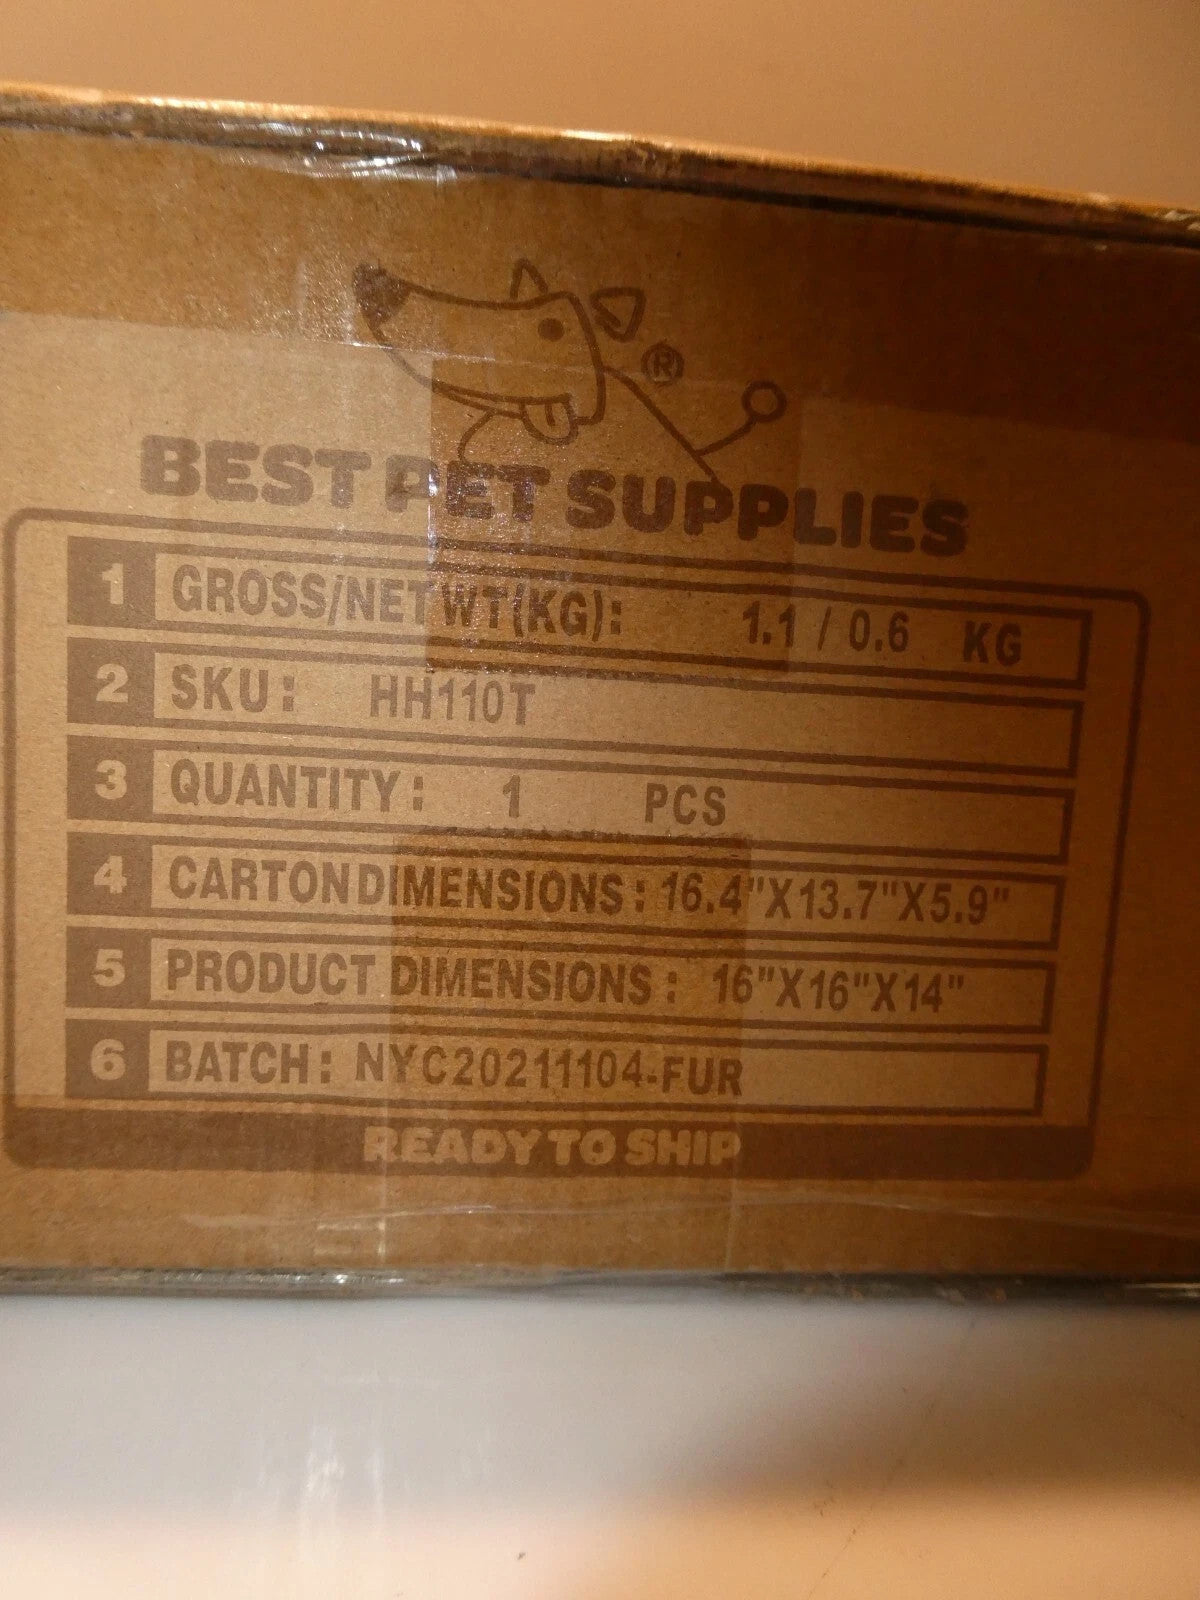 ®
BEST PET SUPPLIES
1 GROSS/NET WT(KG): 1.1 / 0.6 KG
2 SKU: HH110T
3 QUANTITY: 1 PCS
4 CARTON DIMENSIONS: 16.4"X13.7"X5.9"
5 PRODUCT DIMENSIONS: 16"X16"X14"
6 BATCH: NYC20211104-FUR
READY TO SHIP